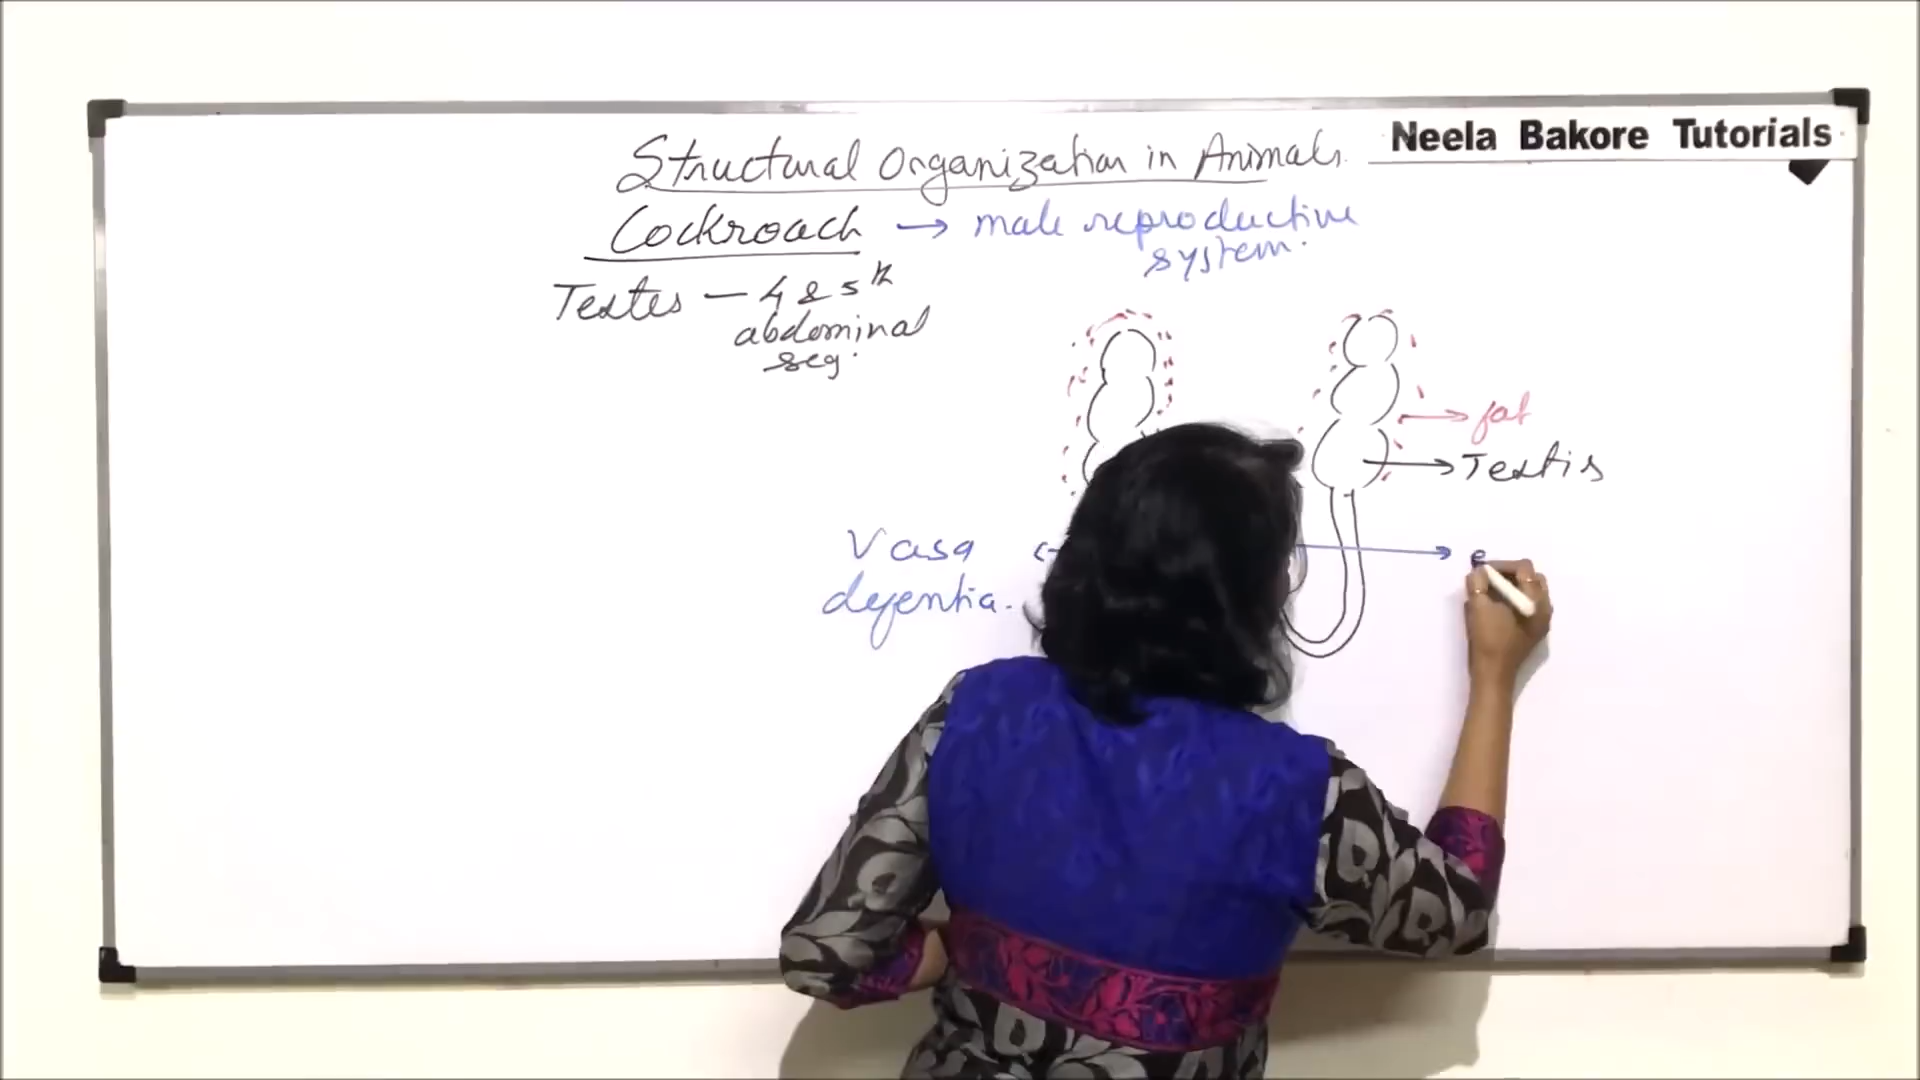 Neela Bakore Tutorials
Structural Organization in Animals.
Cockroach → male reproductive
system.
Testes — 4 & 5th
abdominal
seg.
→ fat
→ Testis
Vasa
deferentia.
→ e